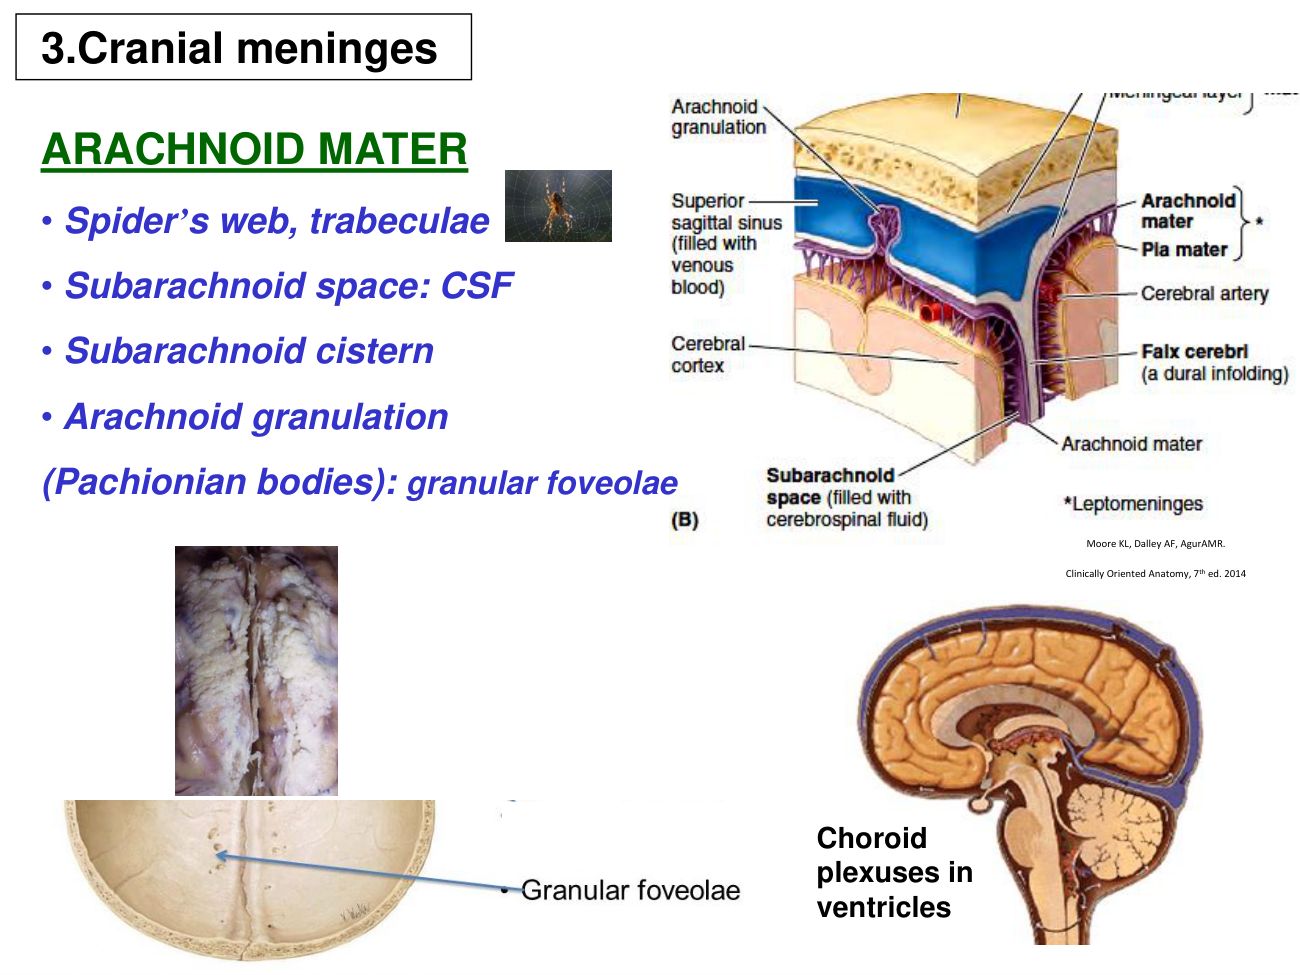 3.Cranial meninges
ARACHNOID MATER
• Spider’s web, trabeculae
• Subarachnoid space: CSF
• Subarachnoid cistern
• Arachnoid granulation
(Pachionian bodies): granular foveolae
Meningeal layer
Arachnoid
granulation
Superior
sagittal sinus
(filled with
venous
blood)
Cerebral
cortex
Arachnoid
mater
*
Pia mater
Cerebral artery
Falx cerebri
(a dural infolding)
Arachnoid mater
Subarachnoid
space (filled with
cerebrospinal fluid)
*Leptomeninges
(B)
Moore KL, Dalley AF, AgurAMR.
Clinically Oriented Anatomy, 7th ed. 2014
• Granular foveolae
Choroid
plexuses in
ventricles